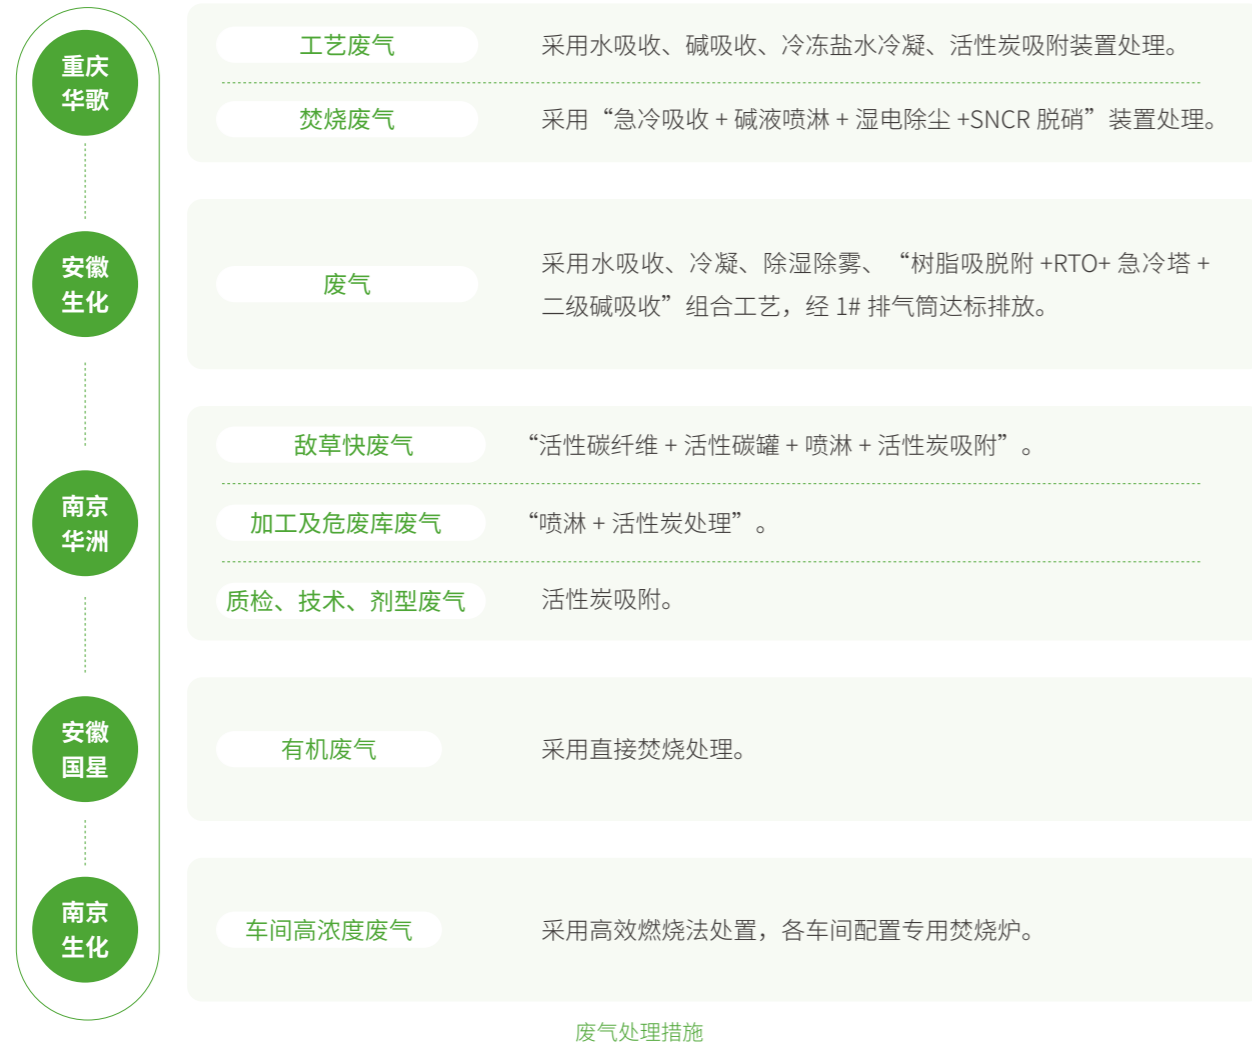 重庆
华歌
工艺废气
采用水吸收、碱吸收、冷冻盐水冷凝、活性炭吸附装置处理。
焚烧废气
采用“急冷吸收 + 碱液喷淋 + 湿电除尘 +SNCR 脱硝”装置处理。
安徽
生化
废气
采用水吸收、冷凝、除湿除雾、“树脂吸脱附 +RTO+ 急冷塔 +
二级碱吸收”组合工艺，经 1# 排气筒达标排放。
南京
华洲
敌草快废气
“活性碳纤维 + 活性碳罐 + 喷淋 + 活性炭吸附”。
加工及危废库废气
“喷淋 + 活性炭处理”。
质检、技术、剂型废气
活性炭吸附。
安徽
国星
有机废气
采用直接焚烧处理。
南京
生化
车间高浓度废气
采用高效燃烧法处置，各车间配置专用焚烧炉。
废气处理措施